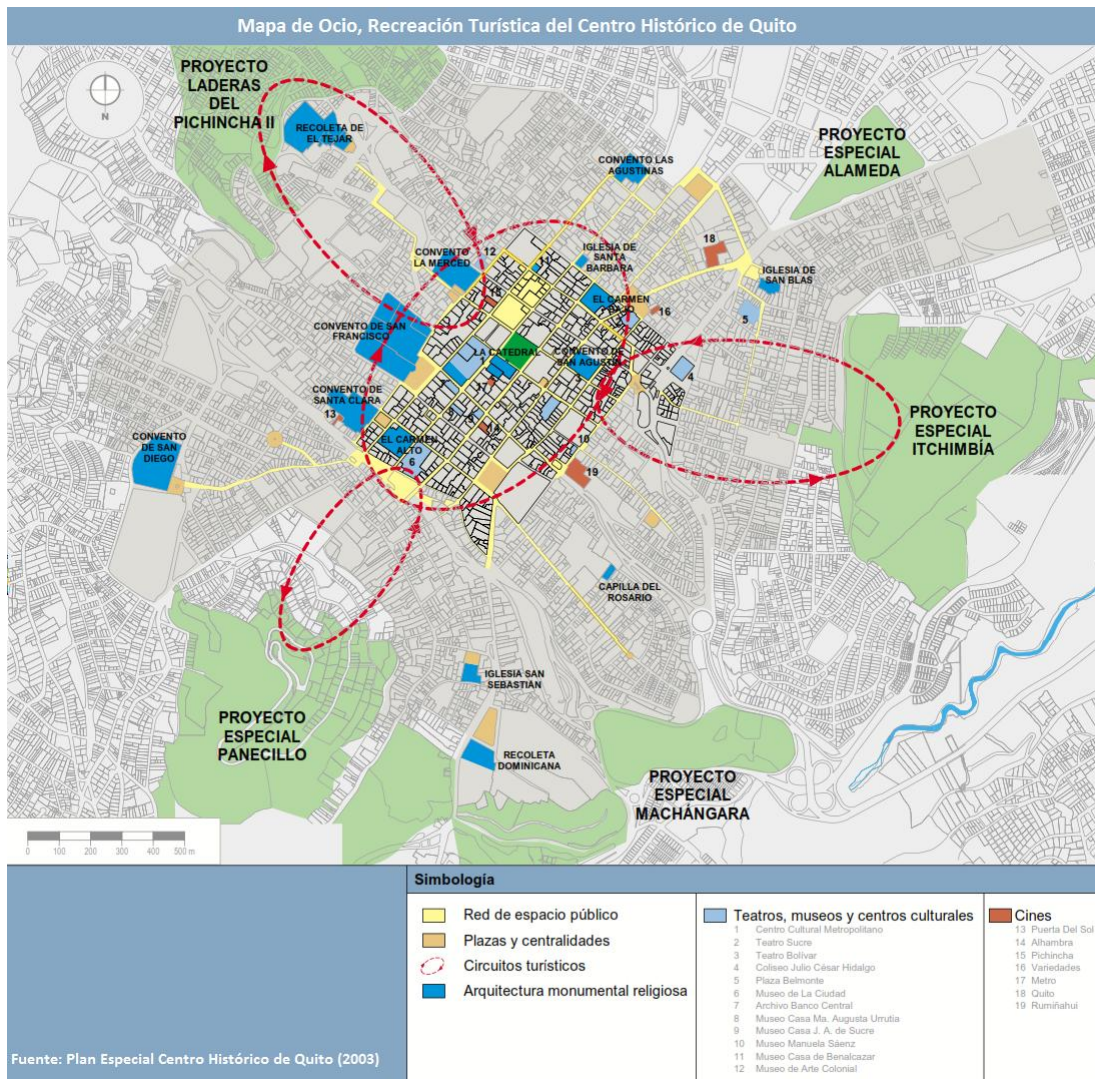 Mapa de Ocio, Recreación Turística del Centro Histórico de Quito
N
PROYECTO
LADERAS
DEL
PICHINCHA II
RECOLETA DE
EL TEJAR
PROYECTO
ESPECIAL
ALAMEDA
CONVENTO LAS
AGUSTINAS
CONVENTO
LA MERCED
12
11
IGLESIA DE
SANTA
BARBARA
18
IGLESIA DE
SAN BLAS
15
EL CARMEN
BAJO
2
16
5
CONVENTO DE SAN
FRANCISCO
1
LA CATEDRAL
CONVENTO DE
SAN AGUSTIN
3
4
17
CONVENTO DE
SANTA CLARA
13
8
9
14
EL CARMEN
ALTO
6
10
19
CONVENTO
DE SAN
DIEGO
PROYECTO
ESPECIAL
ITCHIMBÍA
CAPILLA DEL
ROSARIO
IGLESIA SAN
SEBASTIÁN
PROYECTO
ESPECIAL
PANECILLO
RECOLETA
DOMINICANA
PROYECTO
ESPECIAL
MACHÁNGARA
0 100 200 300 400 500 m
Simbología
Red de espacio público
Plazas y centralidades
Circuitos turísticos
Arquitectura monumental religiosa
Teatros, museos y centros culturales
1 Centro Cultural Metropolitano
2 Teatro Sucre
3 Teatro Bolívar
4 Coliseo Julio César Hidalgo
5 Plaza Belmonte
6 Museo de La Ciudad
7 Archivo Banco Central
8 Museo Casa Ma. Augusta Urrutia
9 Museo Casa J. A. de Sucre
10 Museo Manuela Sáenz
11 Museo Casa de Benalcazar
12 Museo de Arte Colonial
Cines
13 Puerta Del Sol
14 Alhambra
15 Pichincha
16 Variedades
17 Metro
18 Quito
19 Rumiñahui
Fuente: Plan Especial Centro Histórico de Quito (2003)